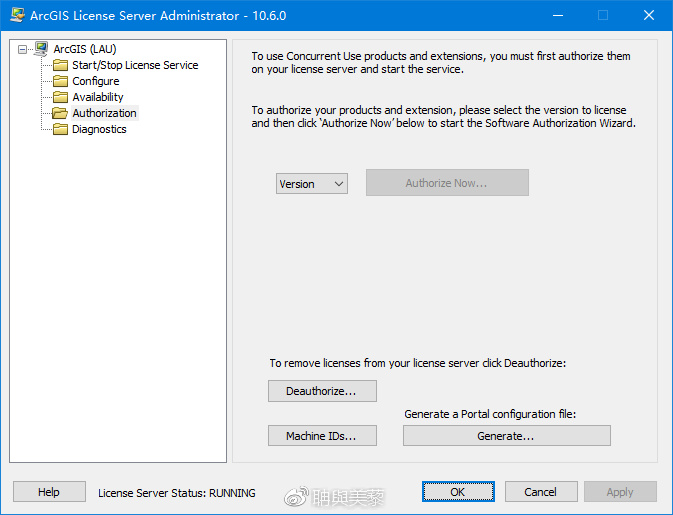 ArcGIS License Server Administrator - 10.6.0
ArcGIS (LAU)
Start/Stop License Service
Configure
Availability
Authorization
Diagnostics
To use Concurrent Use products and extensions, you must first authorize them
on your license server and start the service.
To authorize your products and extension, please select the version to license
and then click 'Authorize Now' below to start the Software Authorization Wizard.
Version
Authorize Now...
To remove licenses from your license server click Deauthorize:
Deauthorize...
Generate a Portal configuration file:
Machine IDs...
Generate...
Help
License Server Status: RUNNING
聃與美藜
OK
Cancel
Apply